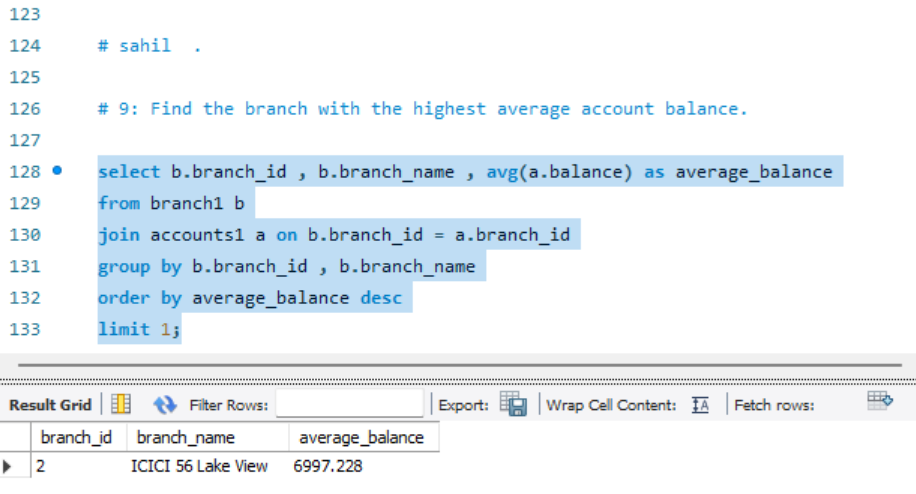 123
124 # sahil .
125
126 # 9: Find the branch with the highest average account balance.
127
128 select b.branch_id , b.branch_name , avg(a.balance) as average_balance
129 from branch1 b
130 join accounts1 a on b.branch_id = a.branch_id
131 group by b.branch_id , b.branch_name
132 order by average_balance desc
133 limit 1;
Result Grid Filter Rows: Export: Wrap Cell Content: IA Fetch rows:
branch_id branch_name average_balance
2 ICICI 56 Lake View 6997.228